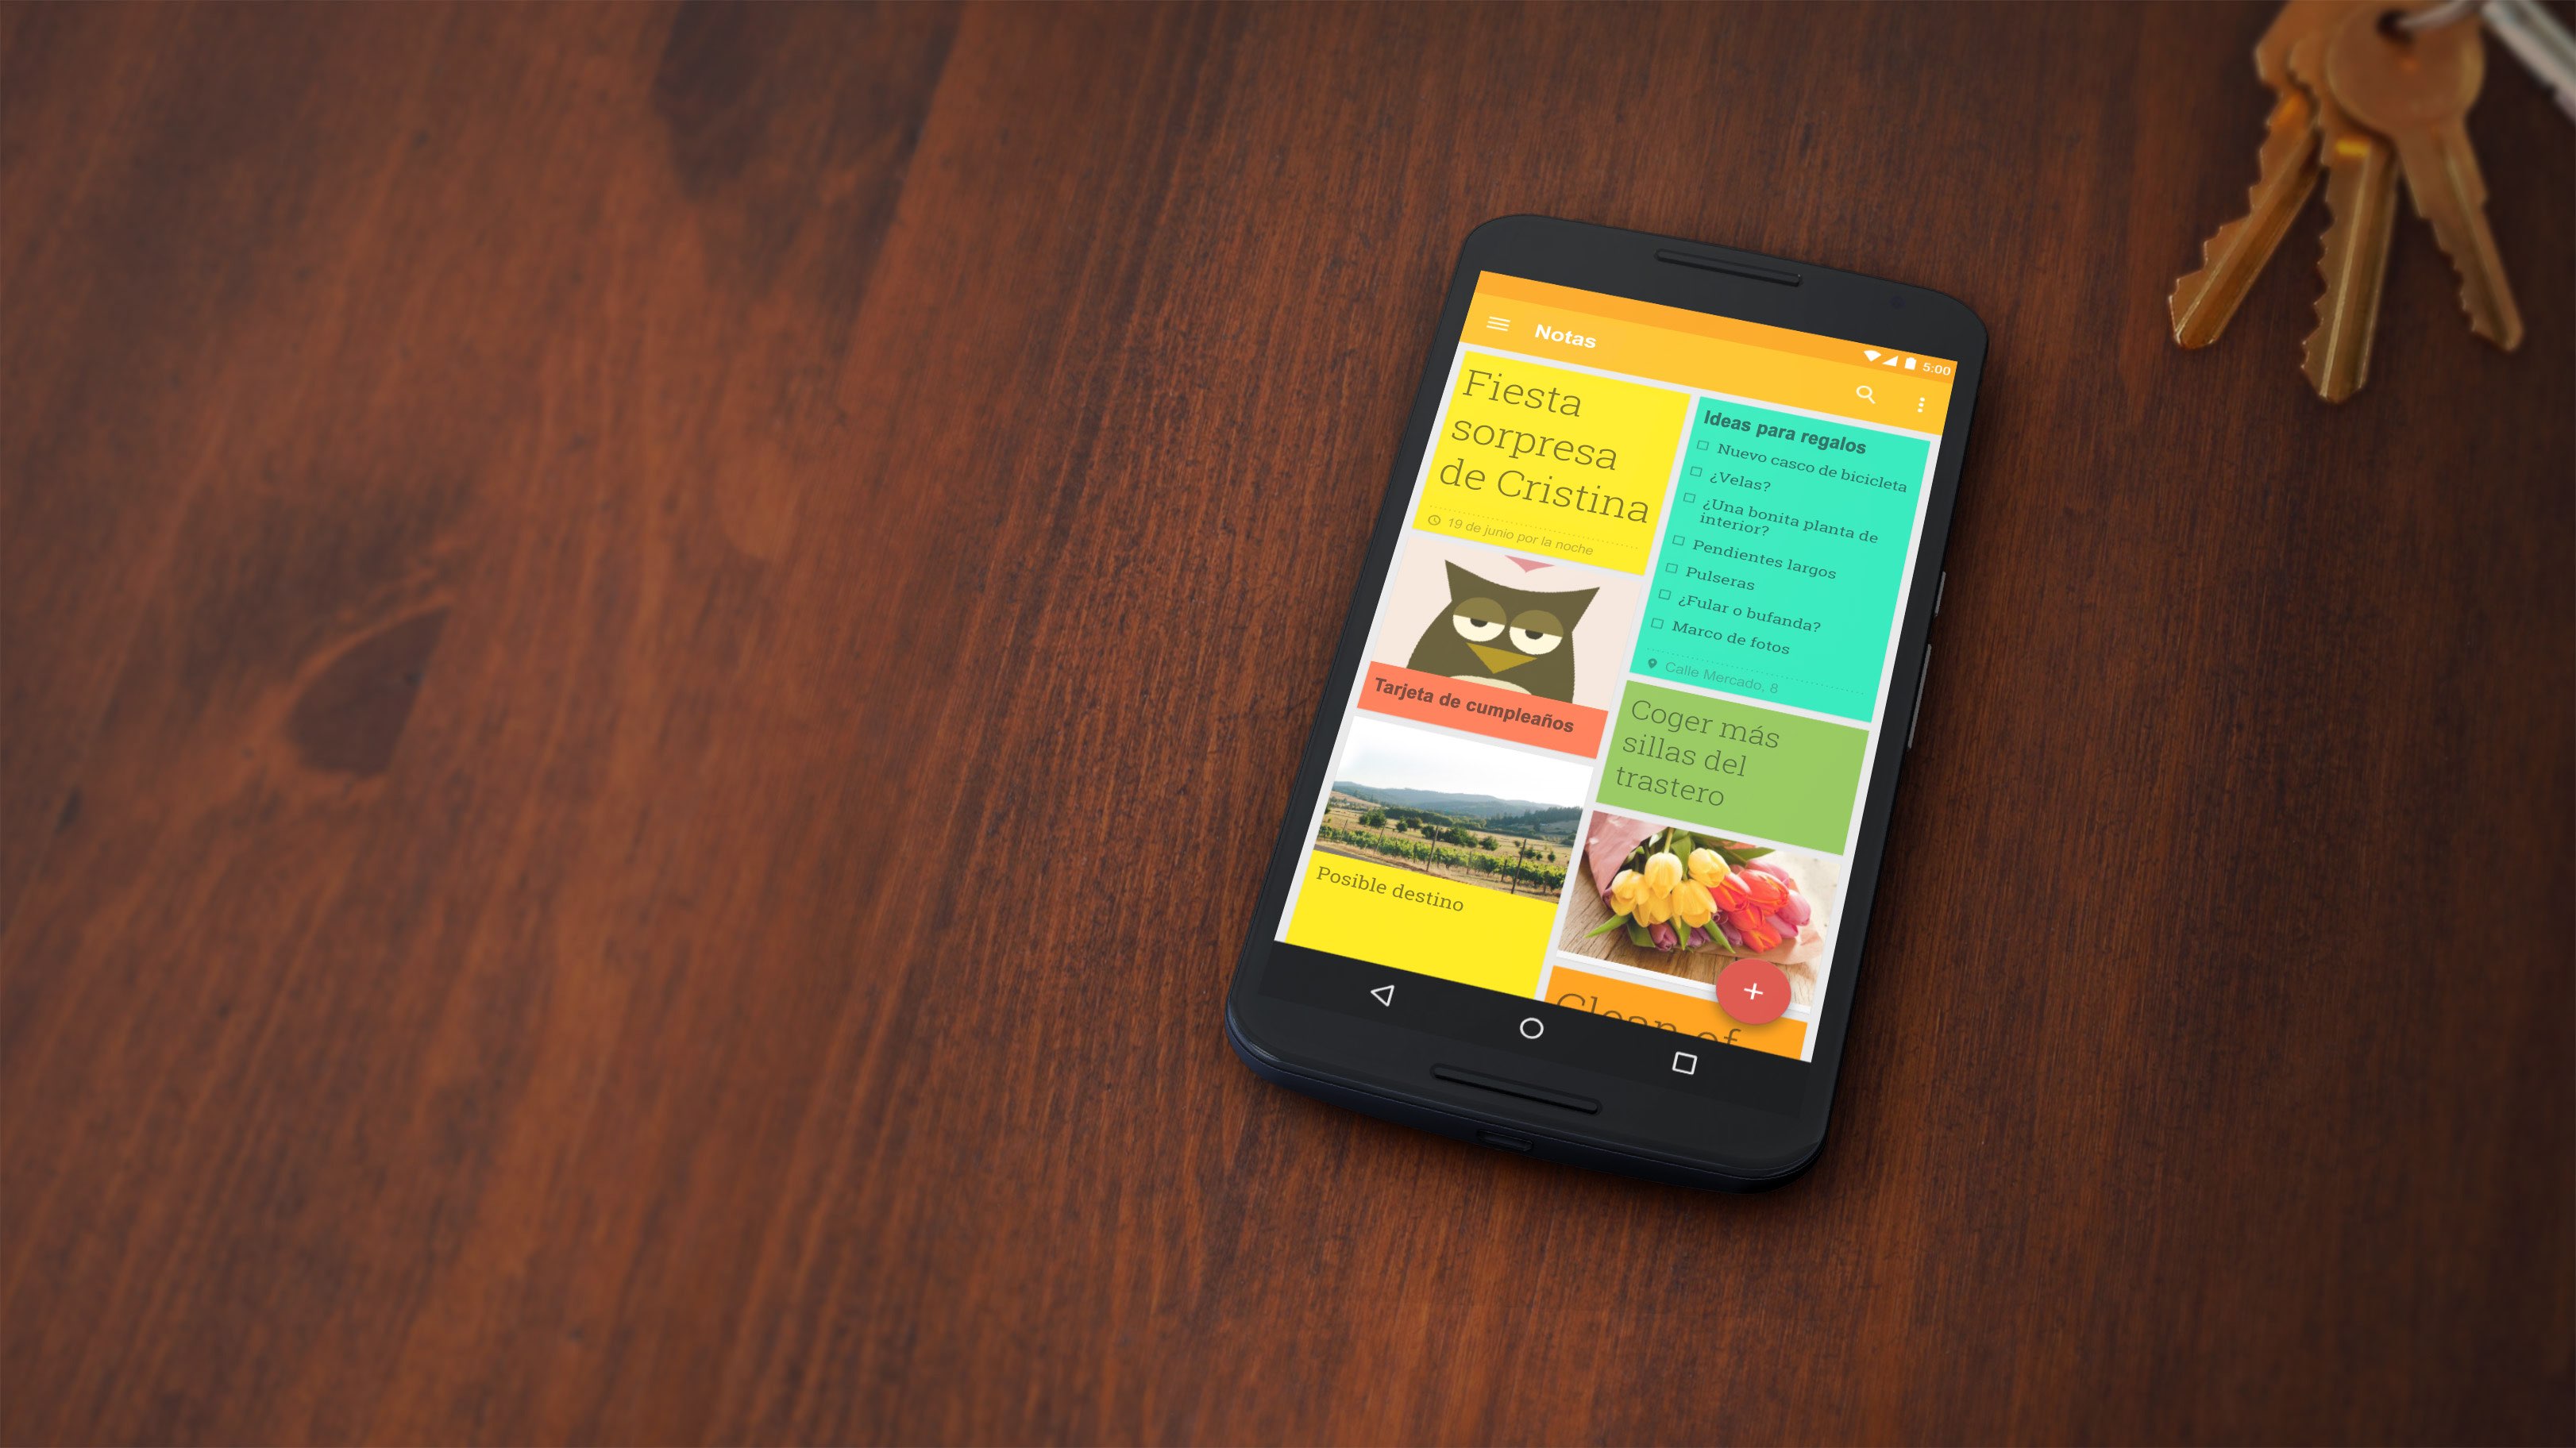 5:00
Notas
Fiesta
sorpresa
de Cristina
19 de junio por la noche
Tarjeta de cumpleaños
Posible destino
Ideas para regalos
Nuevo casco de bicicleta
¿Velas?
¿Una bonita planta de
interior?
Pendientes largos
Pulseras
¿Fular o bufanda?
Marco de fotos
Calle Mercado, 8
Coger más
sillas del
trastero
Clean of